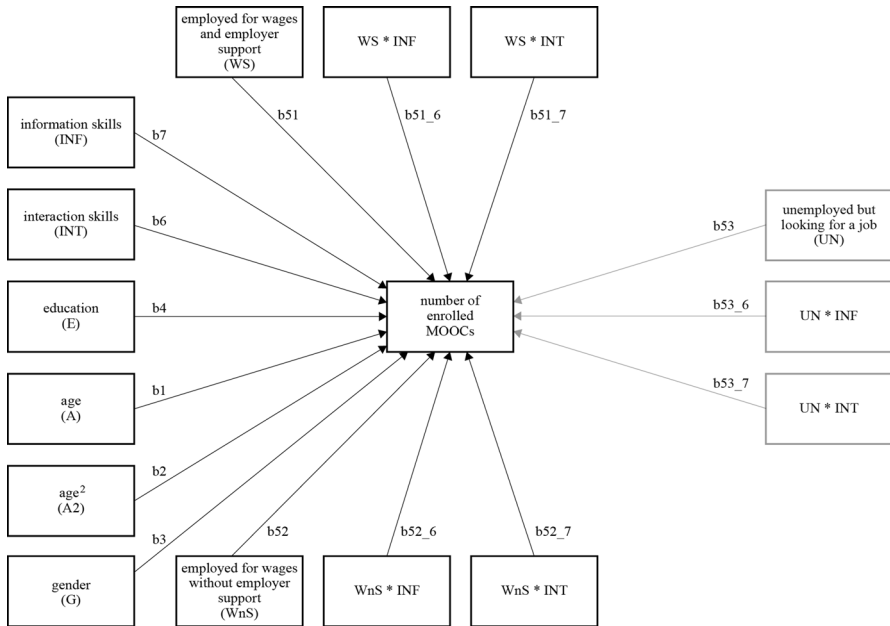 employed for wages
and employer
support
(WS)
WS * INF
WS * INT
b51
b51_6
b51_7
information skills
(INF)
b7
interaction skills
(INT)
b6
unemployed but
looking for a job
(UN)
b53
education
(E)
b4
number of
enrolled
MOOCs
b53_6
UN * INF
age
(A)
b1
b53_7
UN * INT
age²
(A2)
b2
gender
(G)
b3
b52
b52_6
b52_7
employed for wages
without employer
support
(WnS)
WnS * INF
WnS * INT